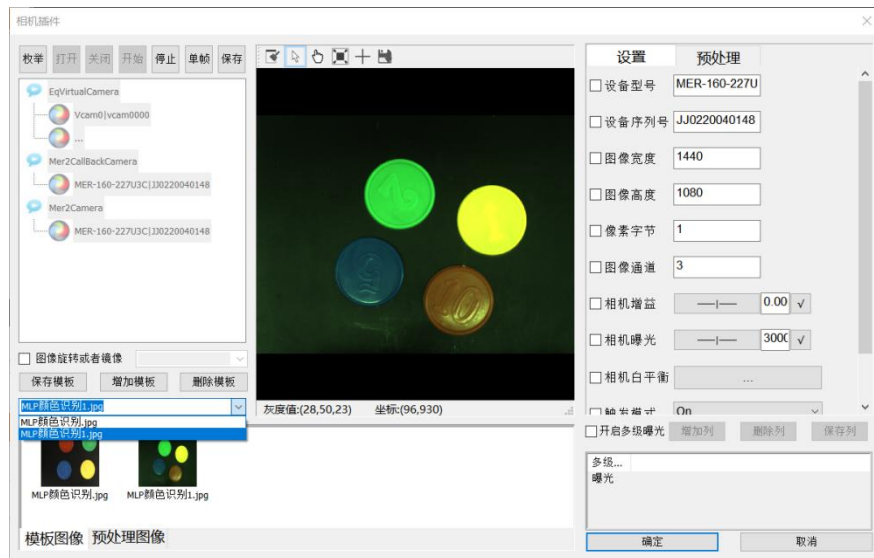 相机插件
枚举 打开 关闭 开始 停止 单帧 保存
EqVirtualCamera
Vcam0|vcam0000
...
Mer2CallBackCamera
MER-160-227U3C|JJ0220040148
Mer2Camera
MER-160-227U3C|JJ0220040148
图像旋转或者镜像
保存模板 增加模板 删除模板
MLP颜色识别1.jpg
MLP颜色识别.jpg
MLP颜色识别1.jpg
MLP颜色识别.jpg MLP颜色识别1.jpg
模板图像 预处理图像
10
灰度值:(28,50,23) 坐标:(96,930)
设置 预处理
设备型号 MER-160-227U
设备序列号 JJ0220040148
图像宽度 1440
图像高度 1080
像素字节 1
图像通道 3
相机增益 0.00 √
相机曝光 3000 √
相机白平衡 ...
触发模式 On
开启多级曝光 增加列 删除列 保存列
多级...
曝光
确定 取消